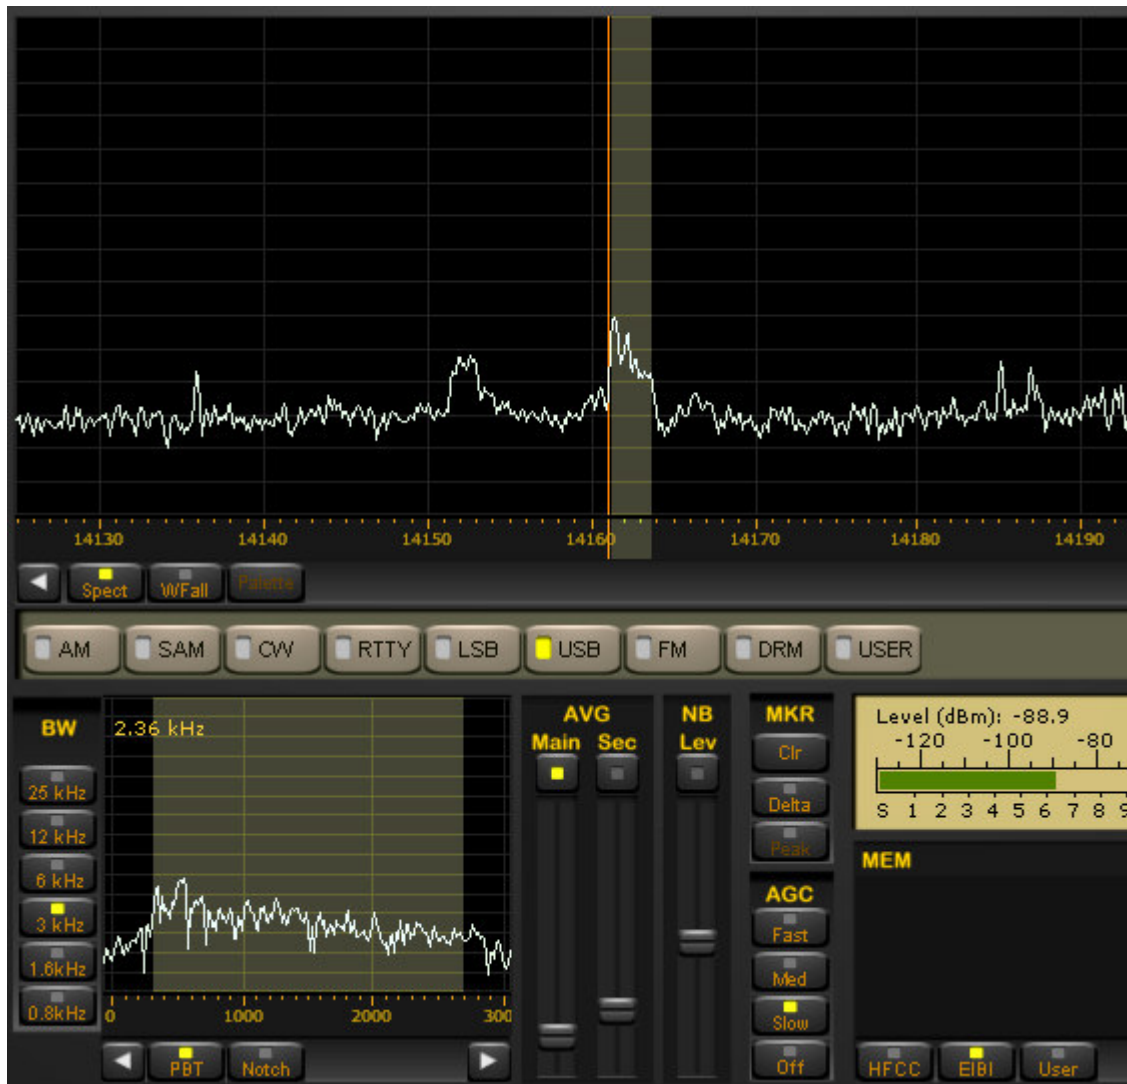 14130 14140 14150 14160 14170 14180 14190
Spect WFall Palette
AM SAM CW RTTY LSB USB FM DRM USER
BW
2.36 kHz
25 kHz
12 kHz
6 kHz
3 kHz
1.6kHz
0.8kHz
0 1000 2000 300
PBT Notch
AVG
Main Sec
NB
Lev
MKR
Clr
Delta
Peak
AGC
Fast
Med
Slow
Off
Level (dBm): -88.9
-120 -100 -80
S 1 2 3 4 5 6 7 8 9
MEM
HFCC EIBI User